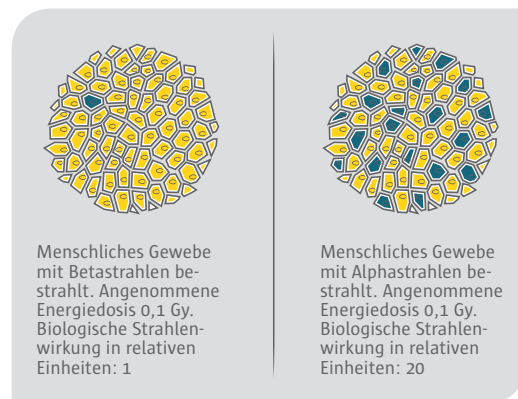 Menschliches Gewebe
mit Betastrahlen be-
strahlt. Angenommene
Energiedosis 0,1 Gy.
Biologische Strahlen-
wirkung in relativen
Einheiten: 1
Menschliches Gewebe
mit Alphastrahlen be-
strahlt. Angenommene
Energiedosis 0,1 Gy.
Biologische Strahlen-
wirkung in relativen
Einheiten: 20